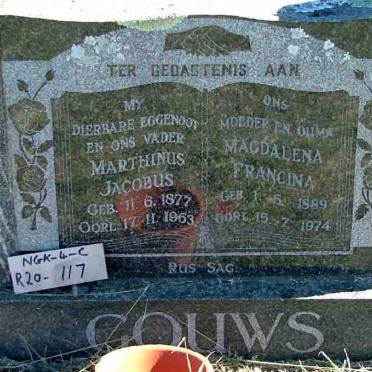 TER GEDAGTENIS AAN
MY
DIERBARE EGGENOOT
EN ONS VADER
MARTHINUS
JACOBUS
GEB. 11. 6. 1877
OORL. 17. 11. 1963
ONS
MOEDER EN OUMA
MAGDALENA
FRANCINA
GEB. 1. 6. 1889
OORL. 15. 7. 1974
RUS SAG.
NGK-4-C
R20- 117
GOUWS